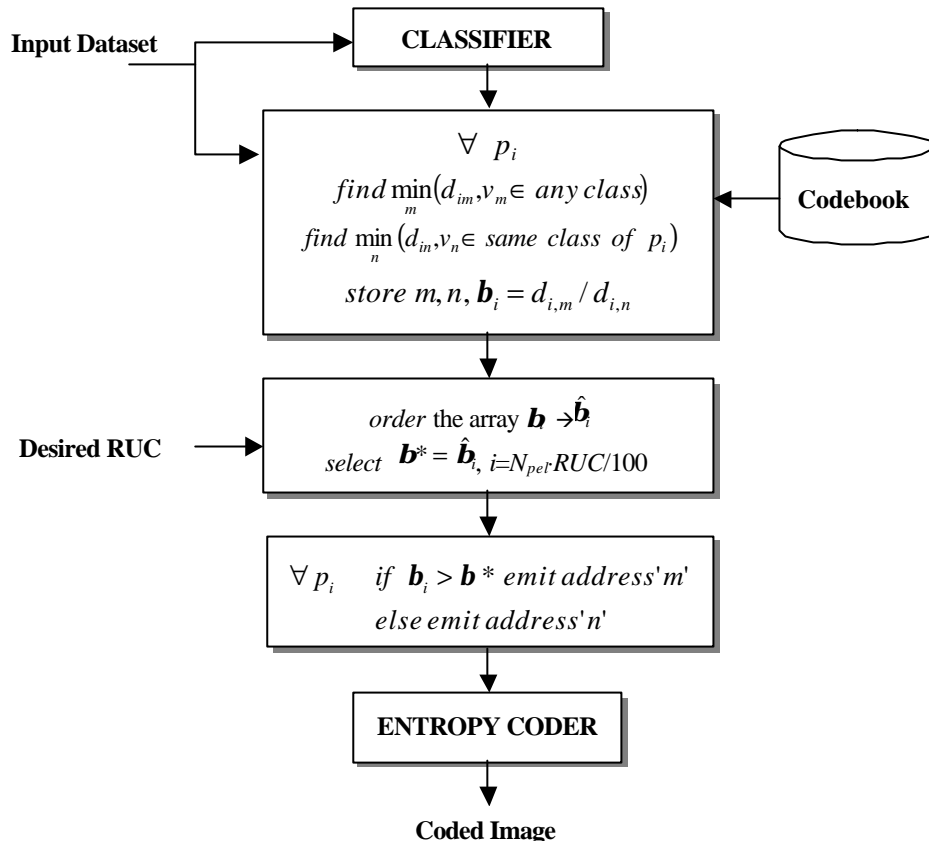 Input Dataset
CLASSIFIER
∀ p_i
find min_m(d_im, v_m ∈ any class)
find min_n(d_in, v_n ∈ same class of p_i)
store m, n, b_i = d_i,m / d_i,n
Codebook
Desired RUC
order the array b_i → b̂_i
select b* = b̂_i, i=N_pel·RUC/100
∀ p_i if b_i > b* emit address 'm'
else emit address 'n'
ENTROPY CODER
Coded Image